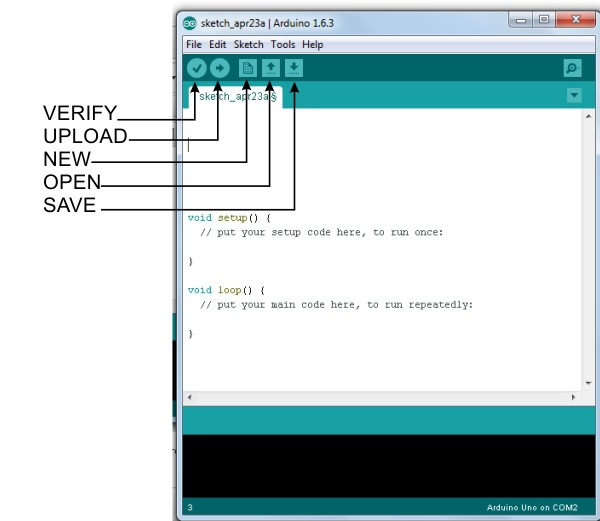 sketch_apr23a | Arduino 1.6.3
File Edit Sketch Tools Help
sketch_apr23a §
VERIFY
UPLOAD
NEW
OPEN
SAVE
void setup() {
// put your setup code here, to run once:
}
void loop() {
// put your main code here, to run repeatedly:
}
3
Arduino Uno on COM2